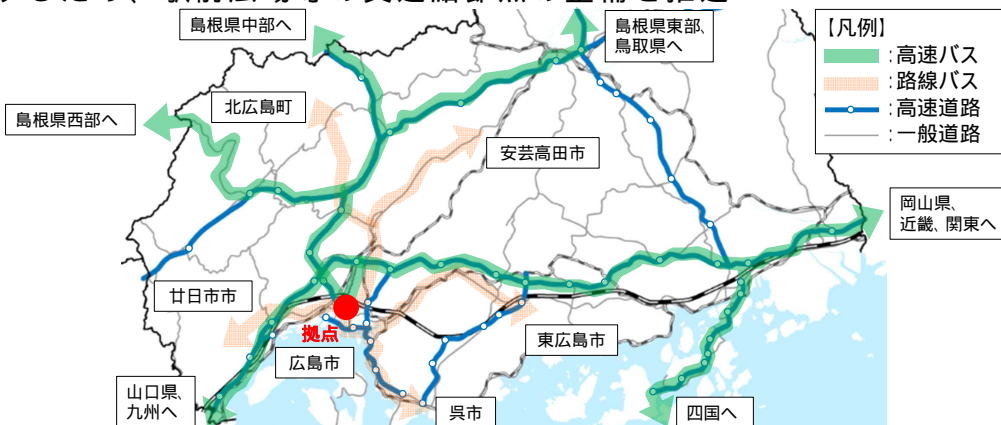 島根県中部へ
島根県東部、
鳥取県へ
【凡例】
:高速バス
:路線バス
:高速道路
:一般道路
島根県西部へ
北広島町
安芸高田市
岡山県、
近畿、関東へ
廿日市市
拠点
広島市
東広島市
山口県、
九州へ
呉市
四国へ